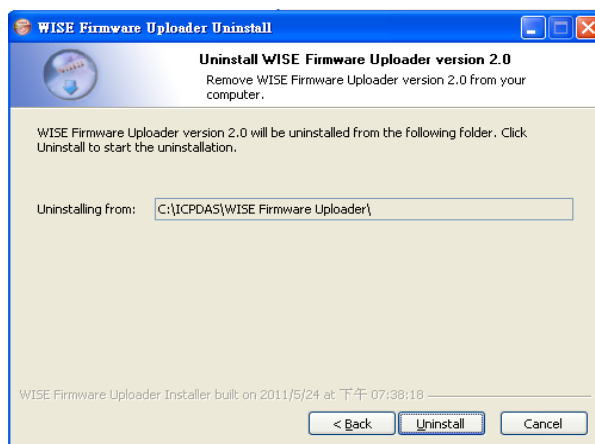 WISE Firmware Uploader Uninstall
Uninstall WISE Firmware Uploader version 2.0
Remove WISE Firmware Uploader version 2.0 from your
computer.
WISE Firmware Uploader version 2.0 will be uninstalled from the following folder. Click
Uninstall to start the uninstallation.
Uninstalling from: C:\ICPDAS\WISE Firmware Uploader\
WISE Firmware Uploader Installer built on 2011/5/24 at 下午 07:38:18
< Back Uninstall Cancel